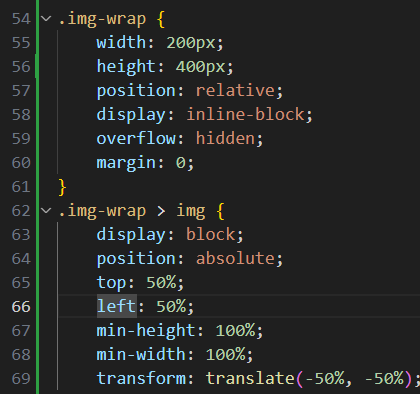 54 .img-wrap {
55 width: 200px;
56 height: 400px;
57 position: relative;
58 display: inline-block;
59 overflow: hidden;
60 margin: 0;
61 }
62 .img-wrap > img {
63 display: block;
64 position: absolute;
65 top: 50%;
66 left: 50%;
67 min-height: 100%;
68 min-width: 100%;
69 transform: translate(-50%, -50%);